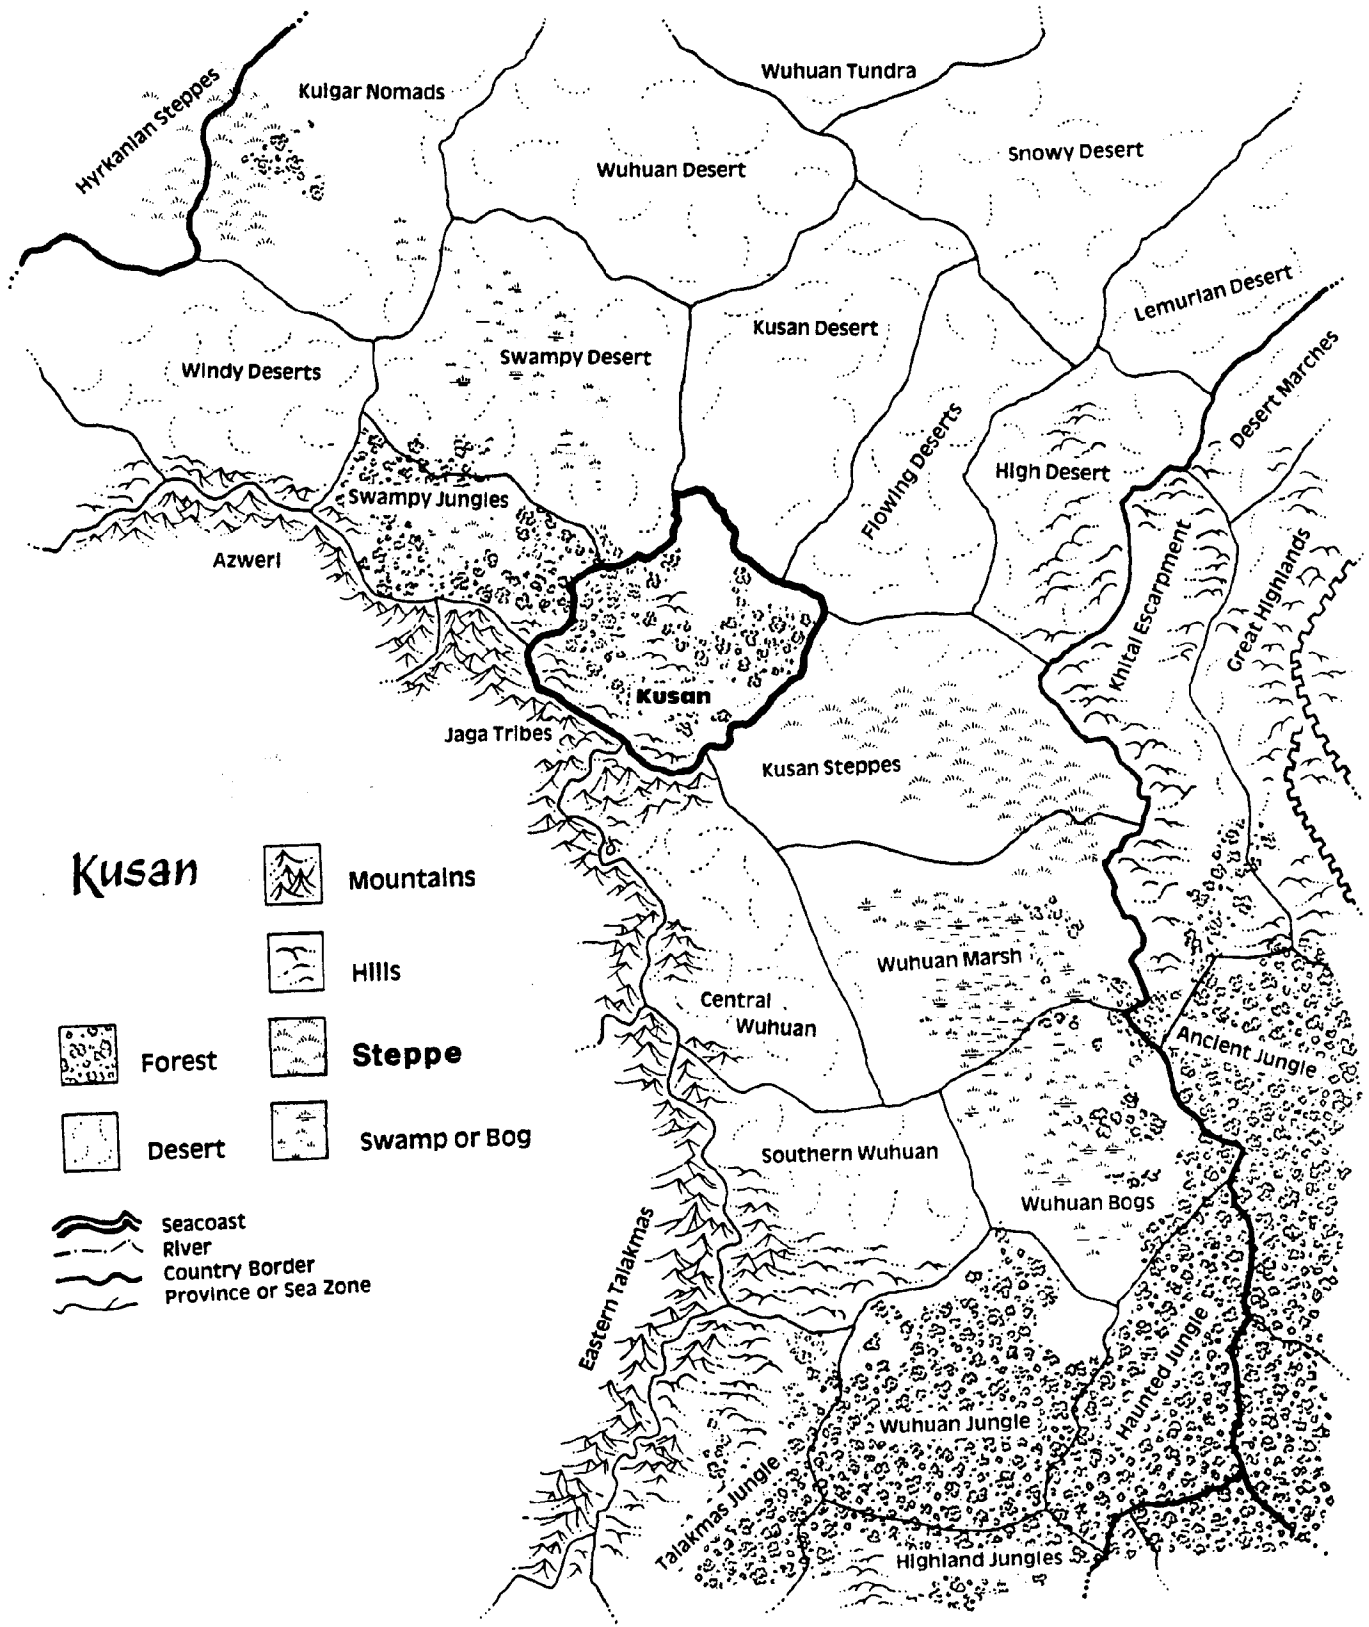 Wuhuan Tundra
Hyrkanian Steppes
Kulgar Nomads
Wuhuan Desert
Snowy Desert
Lemurian Desert
Kusan Desert
Swampy Desert
Windy Deserts
Desert Marches
Flowing Deserts
High Desert
Swampy Jungles
Azweri
Khital Escarpment
Great Highlands
Kusan
Jaga Tribes
Kusan Steppes
Kusan
Mountains
Hills
Wuhuan Marsh
Central
Wuhuan
Forest
Steppe
Ancient Jungle
Desert
Swamp or Bog
Southern Wuhuan
Wuhuan Bogs
Seacoast
River
Country Border
Province or Sea Zone
Eastern Talakmas
Haunted Jungle
Wuhuan Jungle
Talakmas Jungle
Highland Jungles